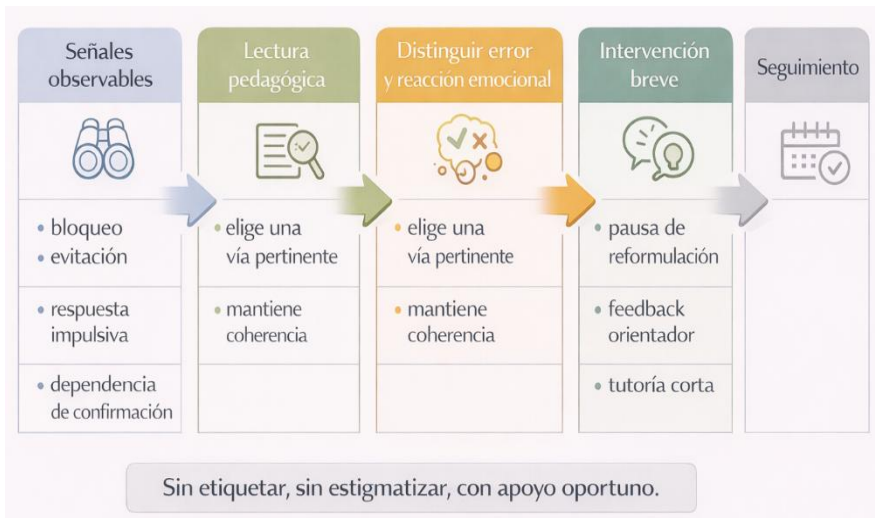 Señales
observables
Lectura
pedagógica
Distinguir error
y reacción emocional
Intervención
breve
Seguimiento
• bloqueo
• evitación
• respuesta
impulsiva
• dependencia
de confirmación
• elige una
vía pertinente
• mantiene
coherencia
• elige una
vía pertinente
• mantiene
coherencia
• pausa de
reformulación
• feedback
orientador
• tutoría corta
Sin etiquetar, sin estigmatizar, con apoyo oportuno.